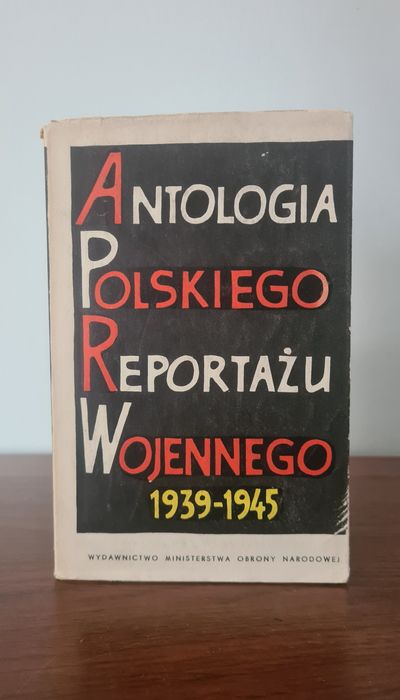 ANTOLOGIA
POLSKIEGO
REPORTAŻU
WOJENNEGO
1939-1945
WYDAWNICTWO MINISTERSTWA OBRONY NARODOWEJ